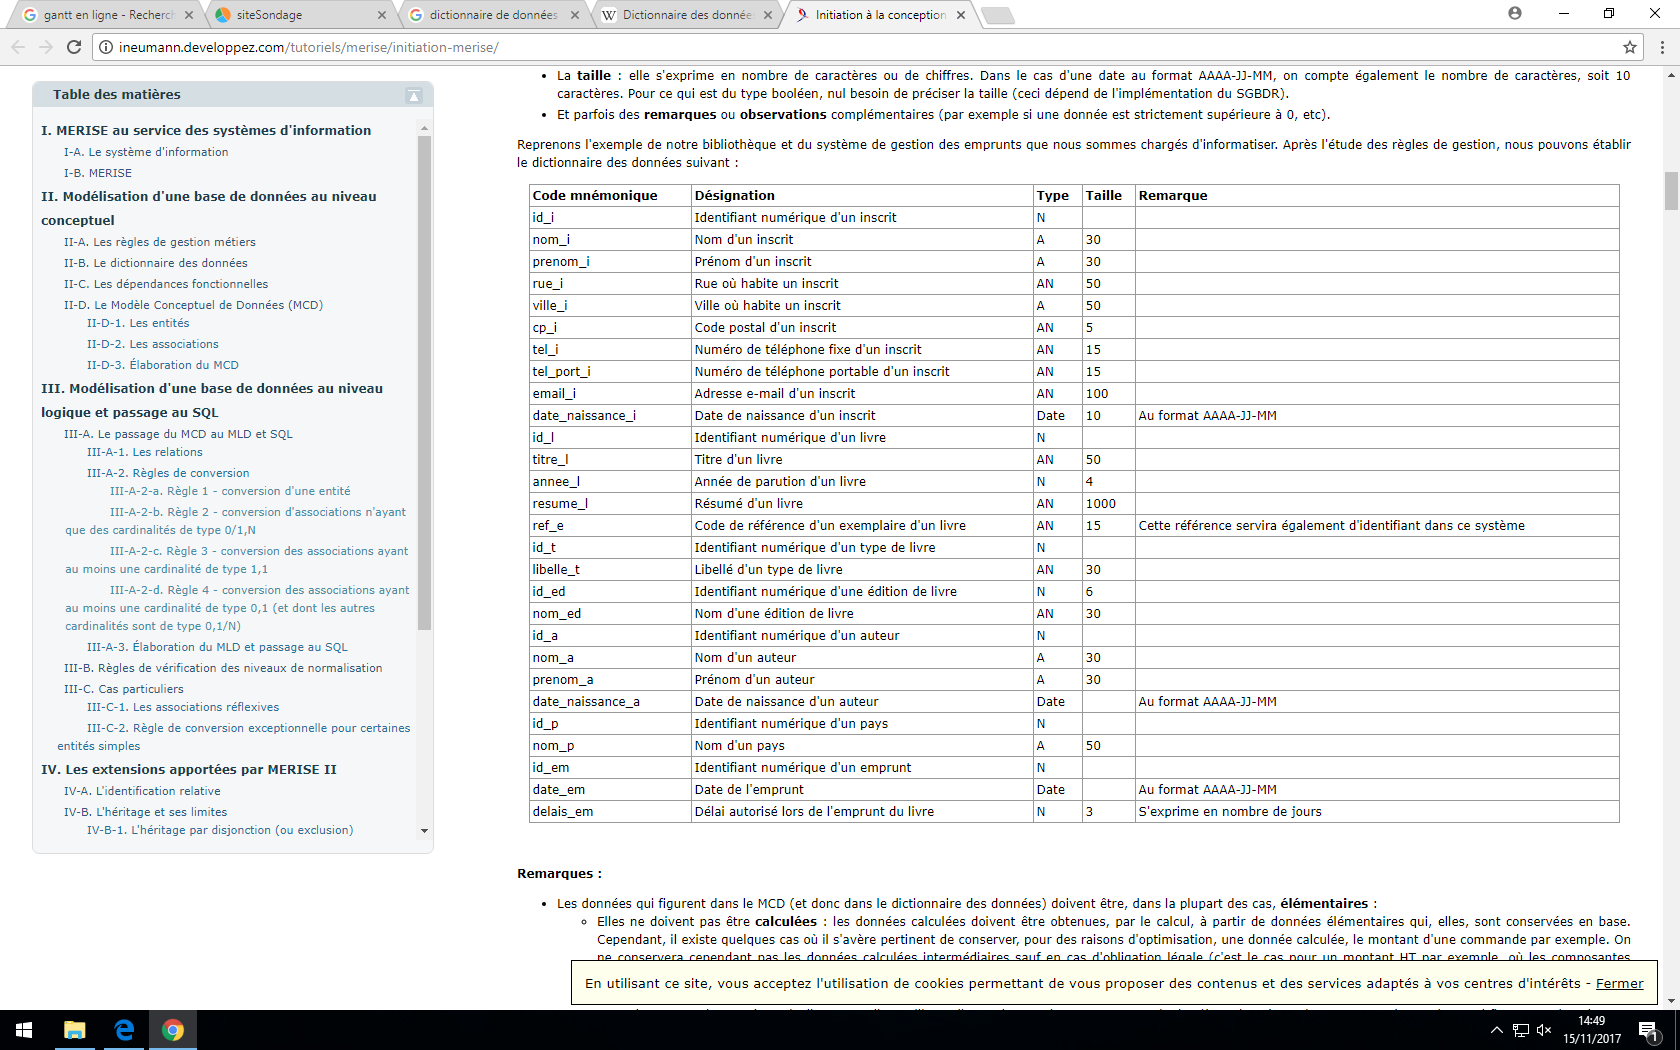 gantt en ligne - Recherch
siteSondage
dictionnaire de données
Dictionnaire des données
Initiation à la conception
ineumann.developpez.com/tutoriels/merise/initiation-merise/
Table des matières
I. MERISE au service des systèmes d'information
I-A. Le système d'information
I-B. MERISE
II. Modélisation d'une base de données au niveau
conceptuel
II-A. Les règles de gestion métiers
II-B. Le dictionnaire des données
II-C. Les dépendances fonctionnelles
II-D. Le Modèle Conceptuel de Données (MCD)
II-D-1. Les entités
II-D-2. Les associations
II-D-3. Élaboration du MCD
III. Modélisation d'une base de données au niveau
logique et passage au SQL
III-A. Le passage du MCD au MLD et SQL
III-A-1. Les relations
III-A-2. Règles de conversion
III-A-2-a. Règle 1 - conversion d'une entité
III-A-2-b. Règle 2 - conversion d'associations n'ayant
que des cardinalités de type 0/1,N
III-A-2-c. Règle 3 - conversion des associations ayant
au moins une cardinalité de type 1,1
III-A-2-d. Règle 4 - conversion des associations ayant
au moins une cardinalité de type 0,1 (et dont les autres
cardinalités sont de type 0,1/N)
III-A-3. Élaboration du MLD et passage au SQL
III-B. Règles de vérification des niveaux de normalisation
III-C. Cas particuliers
III-C-1. Les associations réflexives
III-C-2. Règle de conversion exceptionnelle pour certaines
entités simples
IV. Les extensions apportées par MERISE II
IV-A. L'identification relative
IV-B. L'héritage et ses limites
IV-B-1. L'héritage par disjonction (ou exclusion)
• La taille : elle s'exprime en nombre de caractères ou de chiffres. Dans le cas d'une date au format AAAA-JJ-MM, on compte également le nombre de caractères, soit 10
caractères. Pour ce qui est du type booléen, nul besoin de préciser la taille (ceci dépend de l'implémentation du SGBDR).
• Et parfois des remarques ou observations complémentaires (par exemple si une donnée est strictement supérieure à 0, etc).
Reprenons l'exemple de notre bibliothèque et du système de gestion des emprunts que nous sommes chargés d'informatiser. Après l'étude des règles de gestion, nous pouvons établir
le dictionnaire des données suivant :
Code mnémonique Désignation Type Taille Remarque
id_i Identifiant numérique d'un inscrit N
nom_i Nom d'un inscrit A 30
prenom_i Prénom d'un inscrit A 30
rue_i Rue où habite un inscrit AN 50
ville_i Ville où habite un inscrit A 50
cp_i Code postal d'un inscrit AN 5
tel_i Numéro de téléphone fixe d'un inscrit AN 15
tel_port_i Numéro de téléphone portable d'un inscrit AN 15
email_i Adresse e-mail d'un inscrit AN 100
date_naissance_i Date de naissance d'un inscrit Date 10 Au format AAAA-JJ-MM
id_l Identifiant numérique d'un livre N
titre_l Titre d'un livre AN 50
annee_l Année de parution d'un livre N 4
resume_l Résumé d'un livre AN 1000
ref_e Code de référence d'un exemplaire d'un livre AN 15 Cette référence servira également d'identifiant dans ce système
id_t Identifiant numérique d'un type de livre N
libelle_t Libellé d'un type de livre AN 30
id_ed Identifiant numérique d'une édition de livre N 6
nom_ed Nom d'une édition de livre AN 30
id_a Identifiant numérique d'un auteur N
nom_a Nom d'un auteur A 30
prenom_a Prénom d'un auteur A 30
date_naissance_a Date de naissance d'un auteur Date Au format AAAA-JJ-MM
id_p Identifiant numérique d'un pays N
nom_p Nom d'un pays A 50
id_em Identifiant numérique d'un emprunt N
date_em Date de l'emprunt Date Au format AAAA-JJ-MM
delais_em Délai autorisé lors de l'emprunt du livre N 3 S'exprime en nombre de jours
Remarques :
• Les données qui figurent dans le MCD (et donc dans le dictionnaire des données) doivent être, dans la plupart des cas, élémentaires :
Elles ne doivent pas être calculées : les données calculées doivent être obtenues, par le calcul, à partir de données élémentaires qui, elles, sont conservées en base.
Cependant, il existe quelques cas où il s'avère pertinent de conserver, pour des raisons d'optimisation, une donnée calculée, le montant d'une commande par exemple. On
ne conservera cependant pas les données calculées intermédiaires sauf en cas d'obligation légale (c'est le cas pour un montant HT par exemple, où les composantes
En utilisant ce site, vous acceptez l'utilisation de cookies permettant de vous proposer des contenus et des services adaptés à vos centres d'intérêts - Fermer
14:49
15/11/2017
1